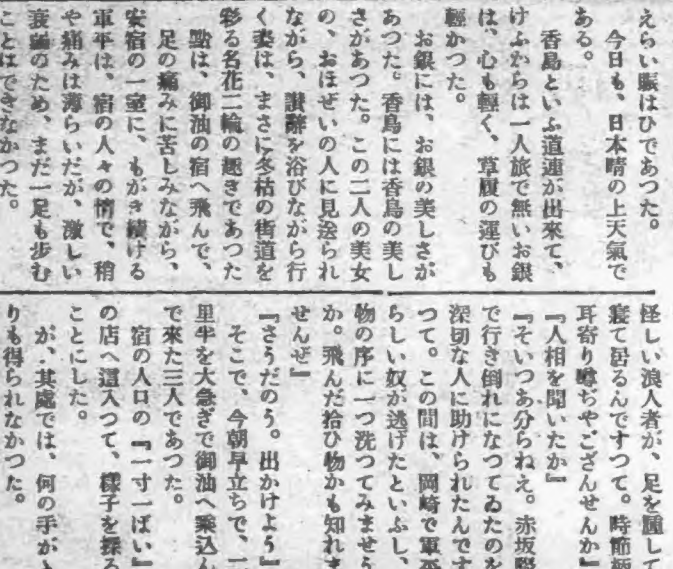 えらい賑はひであつた。
今日も、日本晴の上天氣で
ある。
香島といふ道連が出來て、
けふからは一人旅で無いお銀
は、心も輕く、草履の運びも
輕かつた。
お銀には、お銀の美しさが
あつた。香島には香島の美し
さがあつた。この二人の美女
の、おほぜいの人に見送られ
ながら、讃辭を浴びながら行
く姿は、まさに冬枯の街道を
彩る名花二輪の趣きであつた
點は、御油の宿へ飛んで、
足の痛みに苦しみながら、
安宿の一室に、もがき續ける
軍平は、宿の人々の情で、稍
や痛みは薄らいだが、激しい
衰弱のため、まだ一足も歩む
ことはできなかつた。
怪しい浪人者が、足を腫して
寢て居るんですつて。時節柄
耳寄り噂ちやござんせんか』
『人相を聞いたか』
『そいつあ分らねえ。赤坂
で行き倒れになつてゐたのを
深切な人に助けられたんです
つて。この間は、岡崎で軍平
らしい奴が逃げたといふし、
物の序に一つ洗つてみませう
か。飛んだ拾ひ物かも知れま
せんぜ』
『さうだのう。出かけよう』
そこで、今朝早立ちで、一
里半を大急ぎで御油へ乘込ん
で來た三人であつた。
宿の入口の『一寸一ぱい』
の店へ這入つて、樣子を探る
ことにした。
が、其處では、何の手が
りも得られなかつた。